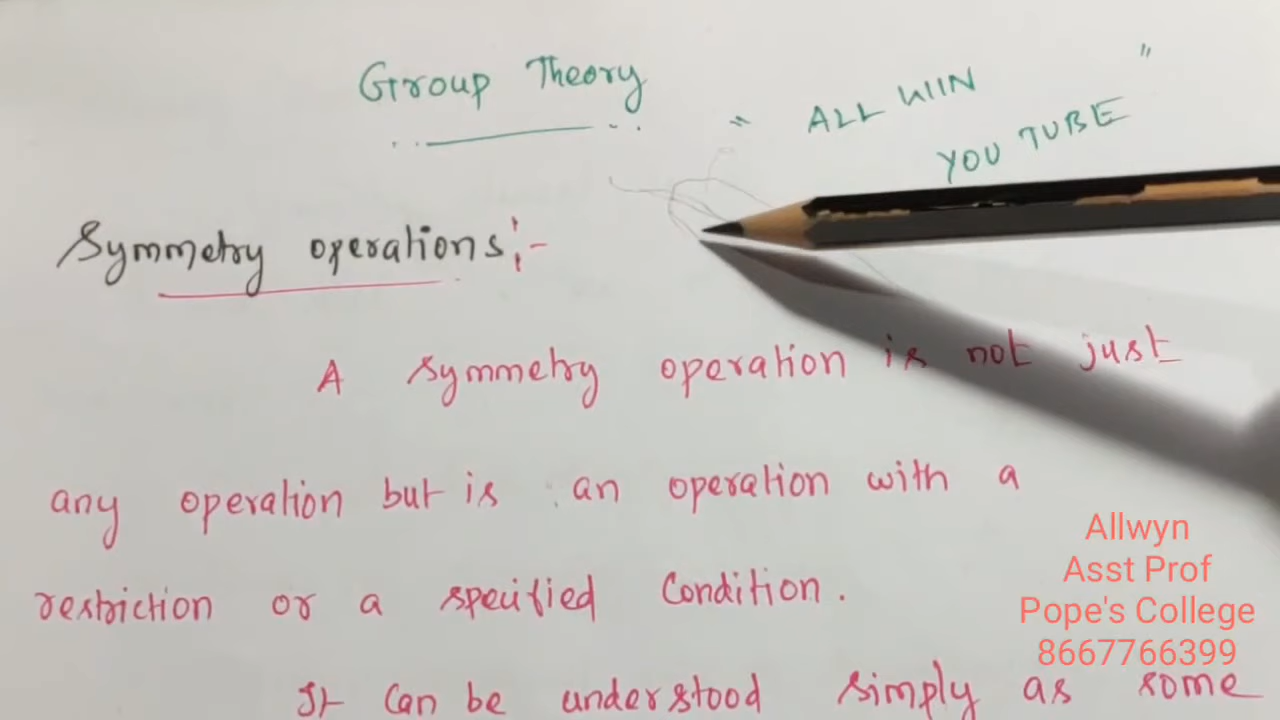 Group Theory
" ALL WIIN
YOU TUBE "
Symmetry operations:-
A symmetry operation is not just
any operation but is an operation with a
restriction or a specified Condition.
It Can be understood simply as some
Allwyn
Asst Prof
Pope's College
8667766399